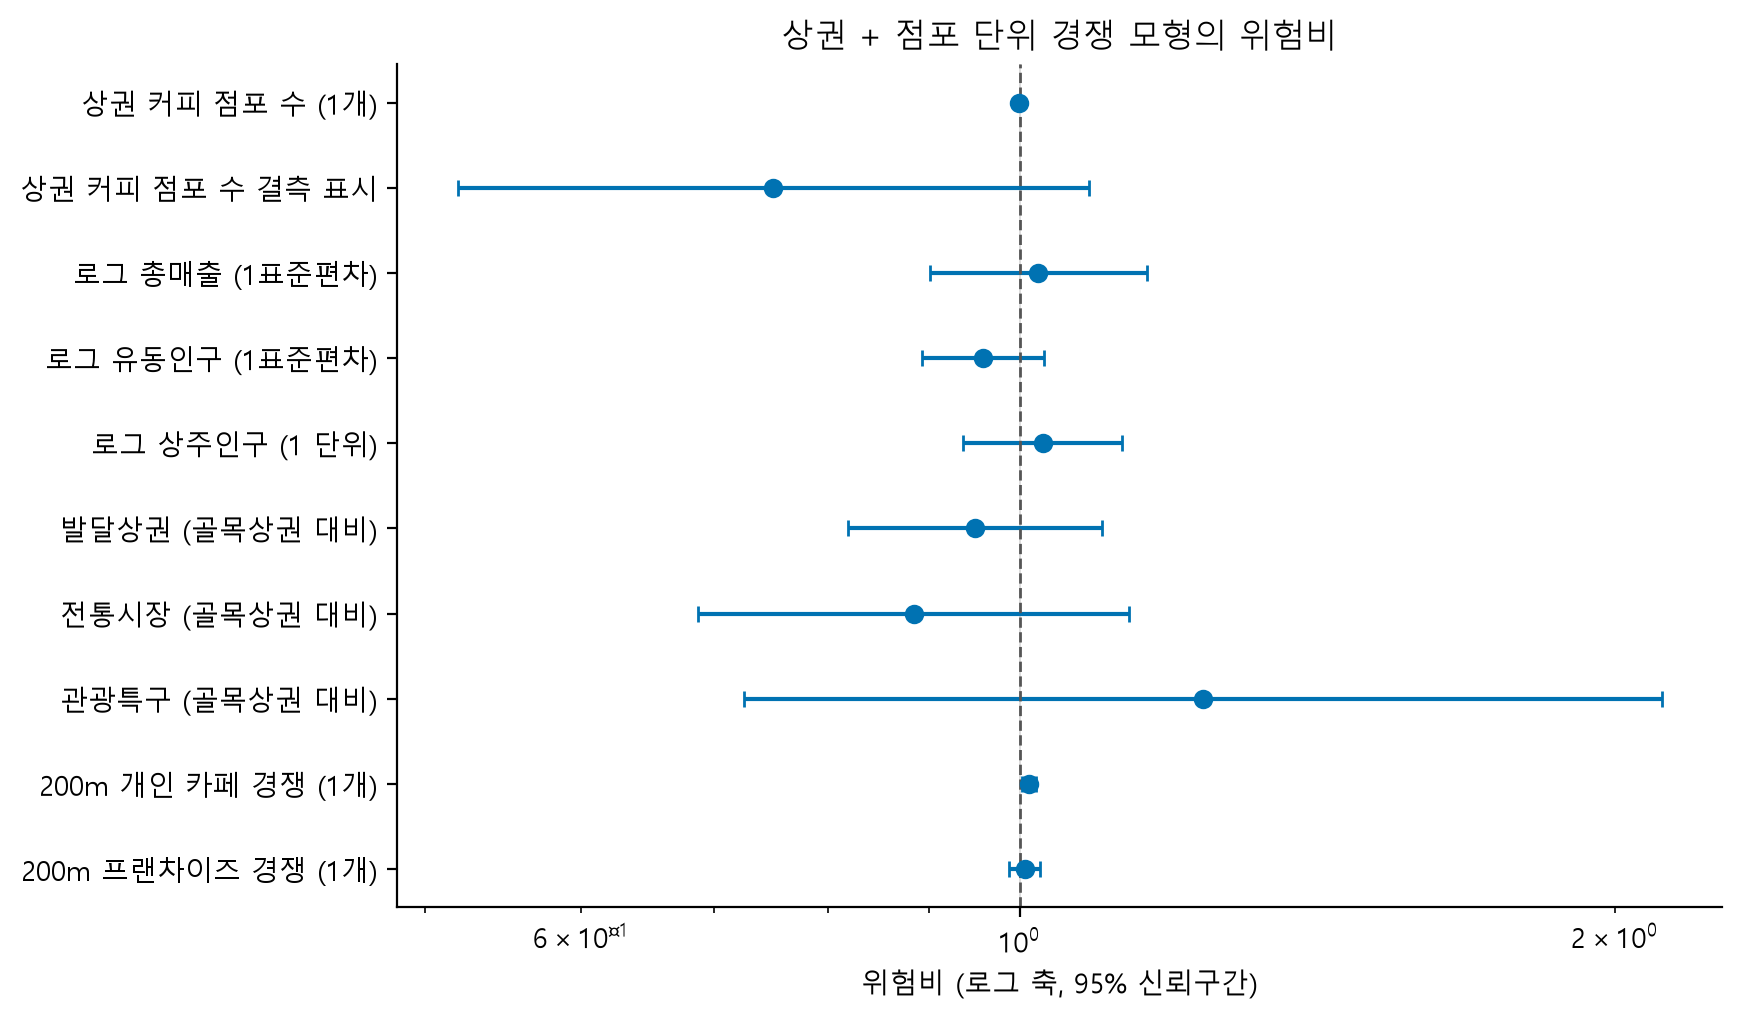 상권 + 점포 단위 경쟁 모형의 위험비
상권 커피 점포 수 (1개)
상권 커피 점포 수 결측 표시
로그 총매출 (1표준편차)
로그 유동인구 (1표준편차)
로그 상주인구 (1 단위)
발달상권 (골목상권 대비)
전통시장 (골목상권 대비)
관광특구 (골목상권 대비)
200m 개인 카페 경쟁 (1개)
200m 프랜차이즈 경쟁 (1개)
6 × 10¤¹ 10⁰ 2 × 10⁰
위험비 (로그 축, 95% 신뢰구간)